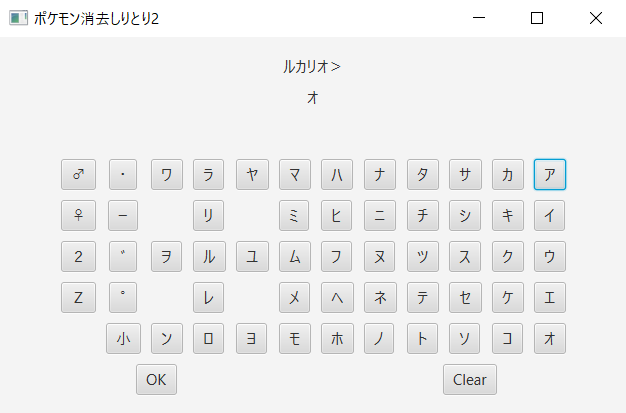 ポケモン消去しりとり2
ルカリオ＞
オ
♂ ・ ワ ラ ヤ マ ハ ナ タ サ カ ア
♀ ー リ ミ ヒ ニ チ シ キ イ
2 ゛ ヲ ル ユ ム フ ヌ ツ ス ク ウ
Z ゜ レ メ ヘ ネ テ セ ケ エ
小 ン ロ ヨ モ ホ ノ ト ソ コ オ
OK Clear